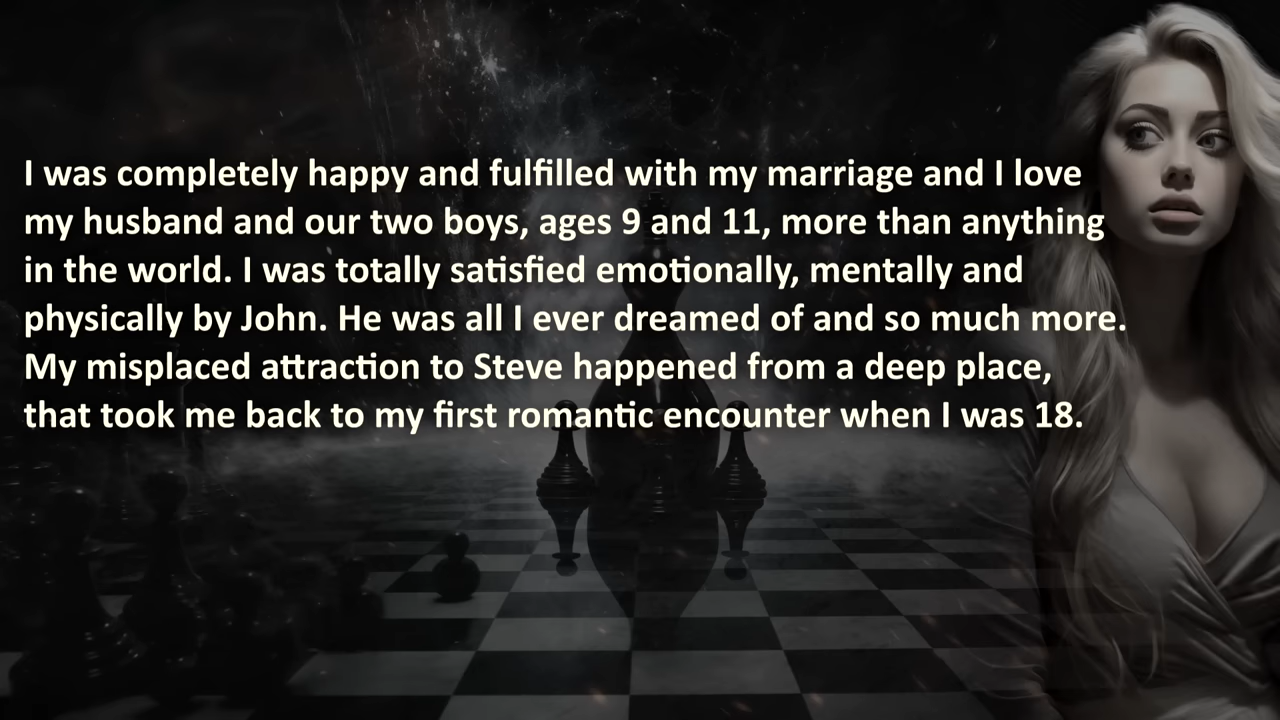 I was completely happy and fulfilled with my marriage and I love
my husband and our two boys, ages 9 and 11, more than anything
in the world. I was totally satisfied emotionally, mentally and
physically by John. He was all I ever dreamed of and so much more.
My misplaced attraction to Steve happened from a deep place,
that took me back to my first romantic encounter when I was 18.